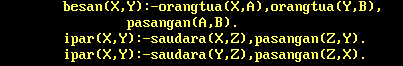 besan(X,Y):-orangtua(X,A),orangtua(Y,B),
pasangan(A,B).
ipar(X,Y):-saudara(X,Z),pasangan(Z,Y).
ipar(X,Y):-saudara(Y,Z),pasangan(Z,X).